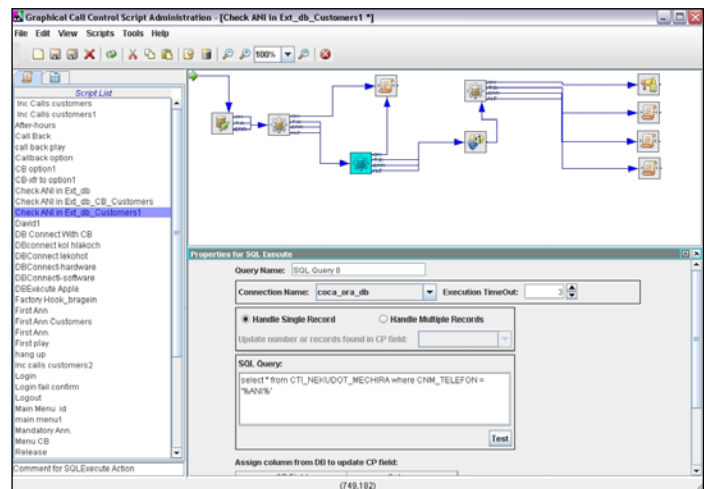 Graphical Call Control Script Administration - [Check ANI in Ext_db_Customers1 *]
File Edit View Scripts Tools Help
100%
Script List
Inc Calls customers
Inc Calls customers1
After-hours
Call Back
call back play
Callback option
CB option1
CB-xfr to option1
Check ANI in Ext_db
Check ANI in Ext_db_CB_Customers
Check ANI in Ext_db_Customers1
David1
DB Connect With CB
DBconnect kol hlakoch
DBConnect lekohot
DBConnect-hardware
DBConnect-software
DBExecute Apple
Factory Hook_bragein
First Ann
First Ann Customers
First Ann.
First play
hang up
Inc calls customers2
Login
Login fail confirm
Logout
Main Menu id
main menu1
Mandatory Ann.
Menu CB
Release
Comment for SQLExecute Action
Properties for SQL Execute
Query Name: SQL Query 8
Connection Name: coca_ora_db Execution TimeOut: 3
Handle Single Record Handle Multiple Records
Update number or records found in CP field:
SQL Query:
select * from CTI_NEKUDOT_MECHIRA where CNM_TELEFON =
'%ANI%'
Test
Assign column from DB to update CP field:
(749,182)